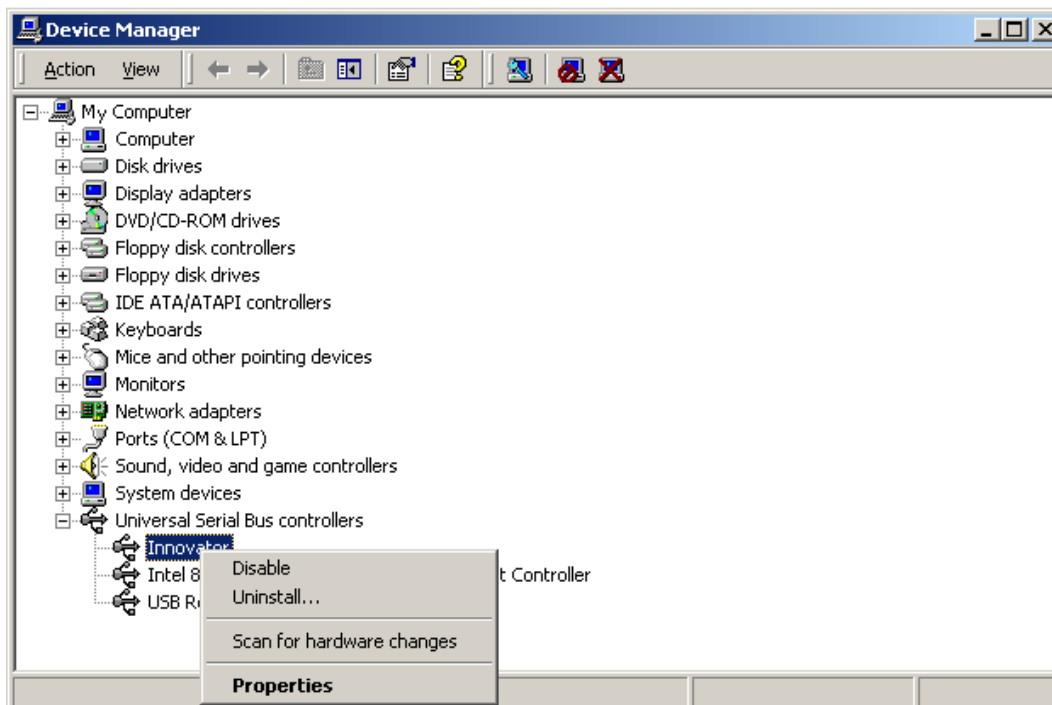 Device Manager
Action View
My Computer
Computer
Disk drives
Display adapters
DVD/CD-ROM drives
Floppy disk controllers
Floppy disk drives
IDE ATA/ATAPI controllers
Keyboards
Mice and other pointing devices
Monitors
Network adapters
Ports (COM & LPT)
Sound, video and game controllers
System devices
Universal Serial Bus controllers
Innovator
Disable
Intel 8 t Controller
Uninstall...
USB R
Scan for hardware changes
Properties